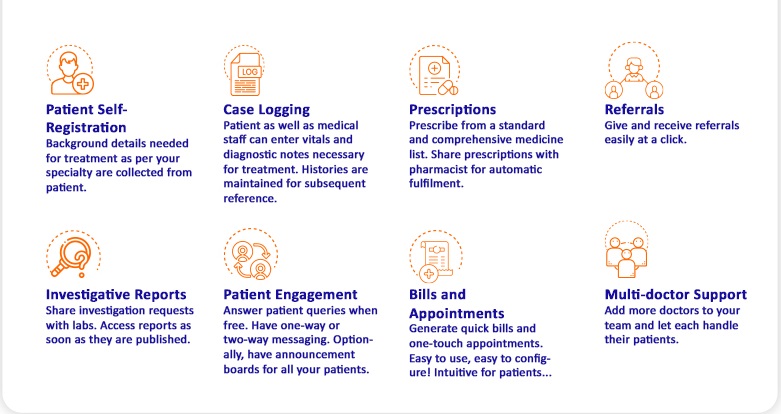 Patient Self-
Registration
Background details needed
for treatment as per your
specialty are collected from
patient.
LOG
Case Logging
Patient as well as medical
staff can enter vitals and
diagnostic notes necessary
for treatment. Histories are
maintained for subsequent
reference.
Prescriptions
Prescribe from a standard
and comprehensive medicine
list. Share prescriptions with
pharmacist for automatic
fulfilment.
Referrals
Give and receive referrals
easily at a click.
Investigative Reports
Share investigation requests
with labs. Access reports as
soon as they are published.
Patient Engagement
Answer patient queries when
free. Have one-way or
two-way messaging. Option-
ally, have announcement
boards for all your patients.
Bills and
Appointments
Generate quick bills and
one-touch appointments.
Easy to use, easy to config-
ure! Intuitive for patients...
Multi-doctor Support
Add more doctors to your
team and let each handle
their patients.